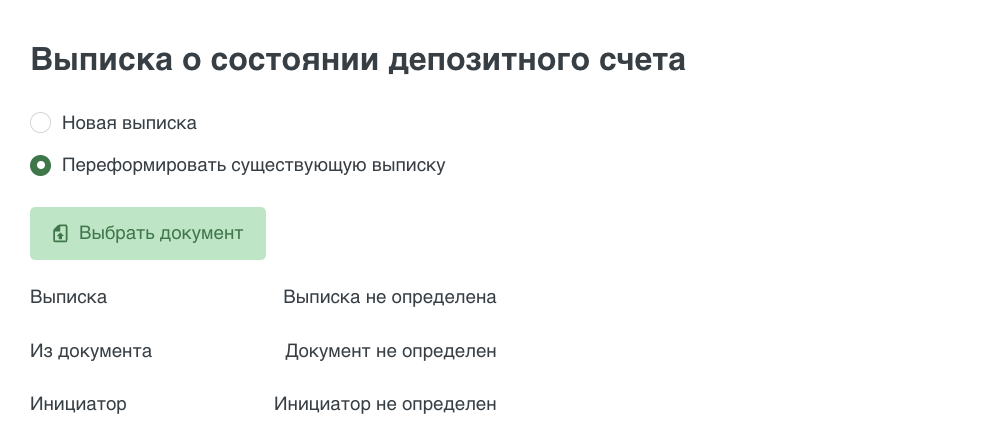 Выписка о состоянии депозитного счета
Новая выписка
Переформировать существующую выписку
Выбрать документ
Выписка Выписка не определена
Из документа Документ не определен
Инициатор Инициатор не определен